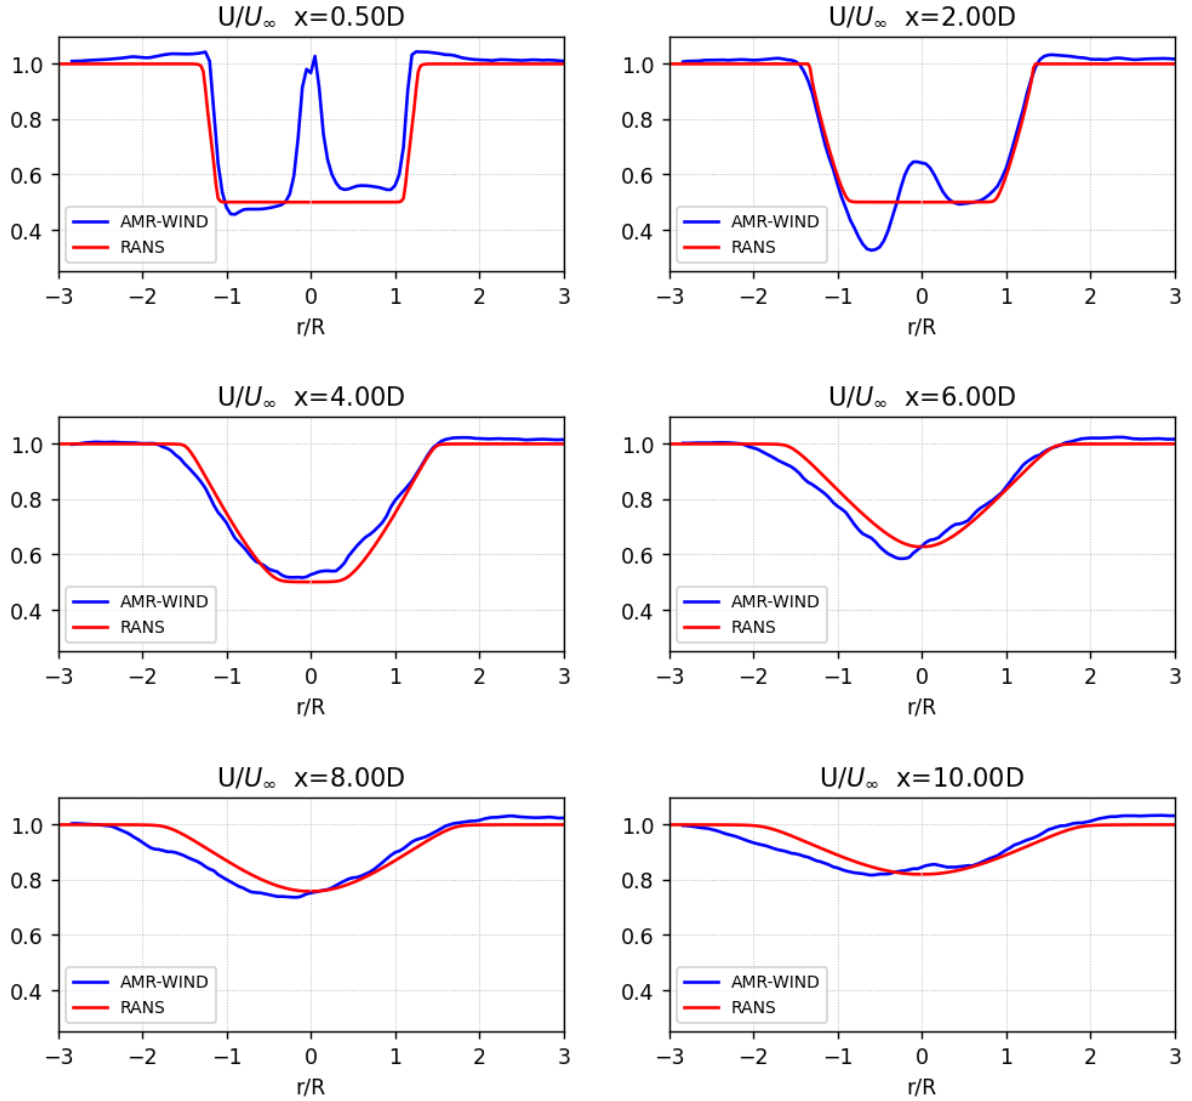 U/U∞ x=0.50D
1.0
0.8
0.6
0.4
AMR-WIND
RANS
−3 −2 −1 0 1 2 3
r/R
U/U∞ x=2.00D
1.0
0.8
0.6
0.4
AMR-WIND
RANS
−3 −2 −1 0 1 2 3
r/R
U/U∞ x=4.00D
1.0
0.8
0.6
0.4
AMR-WIND
RANS
−3 −2 −1 0 1 2 3
r/R
U/U∞ x=6.00D
1.0
0.8
0.6
0.4
AMR-WIND
RANS
−3 −2 −1 0 1 2 3
r/R
U/U∞ x=8.00D
1.0
0.8
0.6
0.4
AMR-WIND
RANS
−3 −2 −1 0 1 2 3
r/R
U/U∞ x=10.00D
1.0
0.8
0.6
0.4
AMR-WIND
RANS
−3 −2 −1 0 1 2 3
r/R